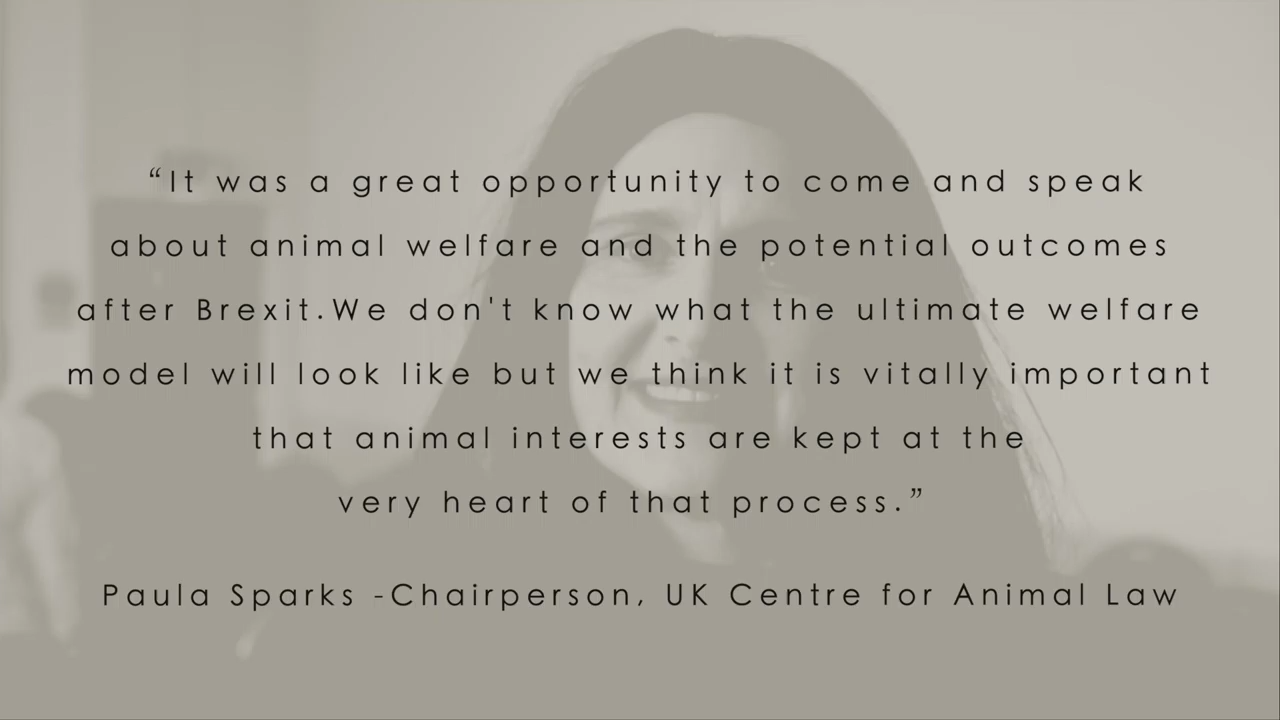 “It was a great opportunity to come and speak
about animal welfare and the potential outcomes
after Brexit.We don't know what the ultimate welfare
model will look like but we think it is vitally important
that animal interests are kept at the
very heart of that process.”
Paula Sparks -Chairperson, UK Centre for Animal Law